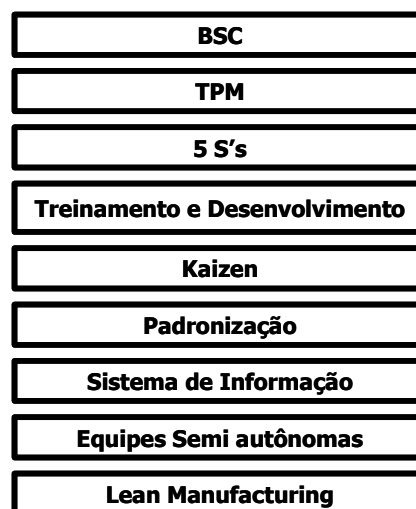 BSC
TPM
5 S’s
Treinamento e Desenvolvimento
Kaizen
Padronização
Sistema de Informação
Equipes Semi autônomas
Lean Manufacturing